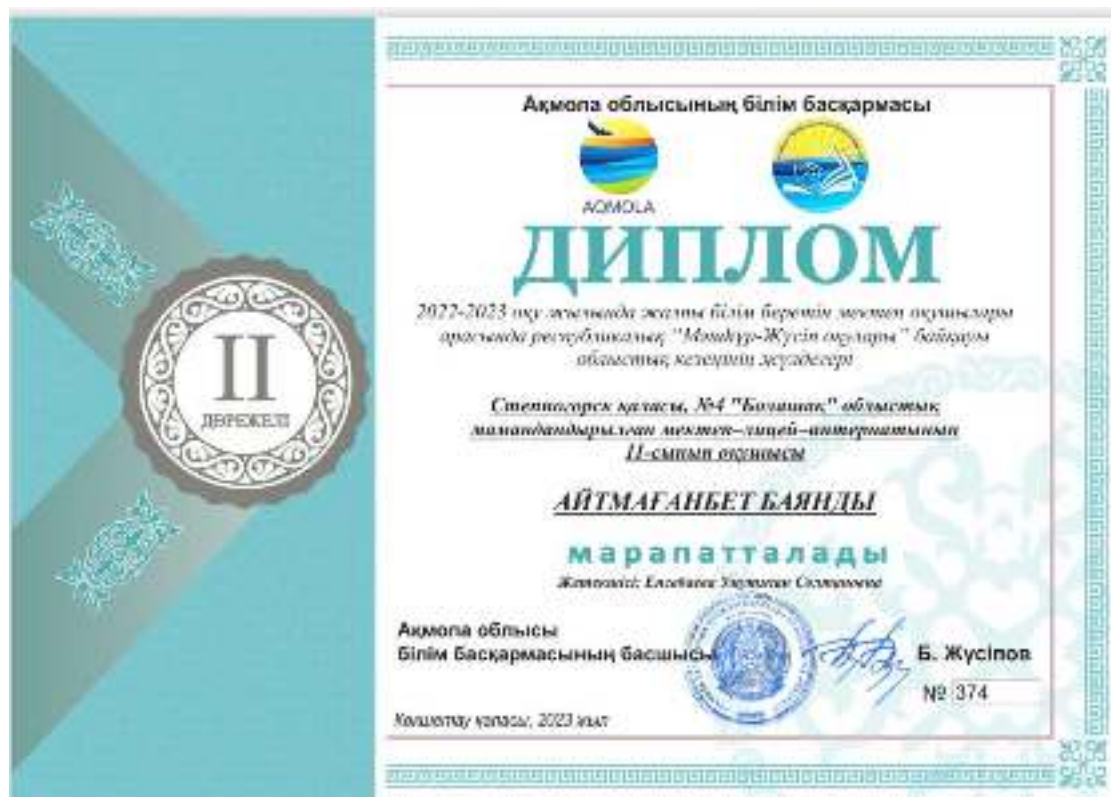 Ақмола облысының білім басқармасы
AQMOLA
ДИПЛОМ
2022-2023 оқу жылында жалпы білім беретін мектеп оқушылары
арасында республикалық "Мәшһүр-Жүсіп оқулары" байқауы
облыстық кезеңінің жүлдегері
Степногорск қаласы, №4 "Болашақ" облыстық
мамандандырылған мектеп–лицей–интернатының
11-сынып оқушысы
АЙТМАҒАНБЕТ БАЯНДЫ
марапатталады
Жетекшісі: Солтановна
II
ДӘРЕЖЕЛІ
Ақмола облысы
білім басқармасының басшысы
Б. Жүсіпов
№ 374
Көкшетау қаласы, 2023 жыл